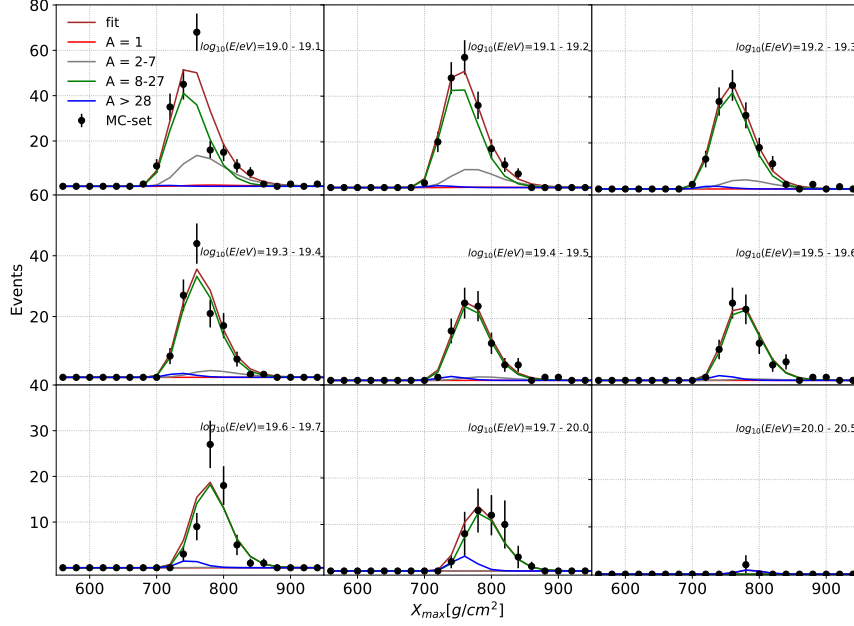 80
60
40
20
fit
A = 1
A = 2-7
A = 8-27
A > 28
MC-set
log₁₀(E/eV)=19.0 - 19.1
log₁₀(E/eV)=19.1 - 19.2
log₁₀(E/eV)=19.2 - 19.3
60
40
20
Events
log₁₀(E/eV)=19.3 - 19.4
log₁₀(E/eV)=19.4 - 19.5
log₁₀(E/eV)=19.5 - 19.6
40
30
20
10
log₁₀(E/eV)=19.6 - 19.7
log₁₀(E/eV)=19.7 - 20.0
log₁₀(E/eV)=20.0 - 20.5
600 700 800 900 600 700 800 900 600 700 800 900
X_max[g/cm²]